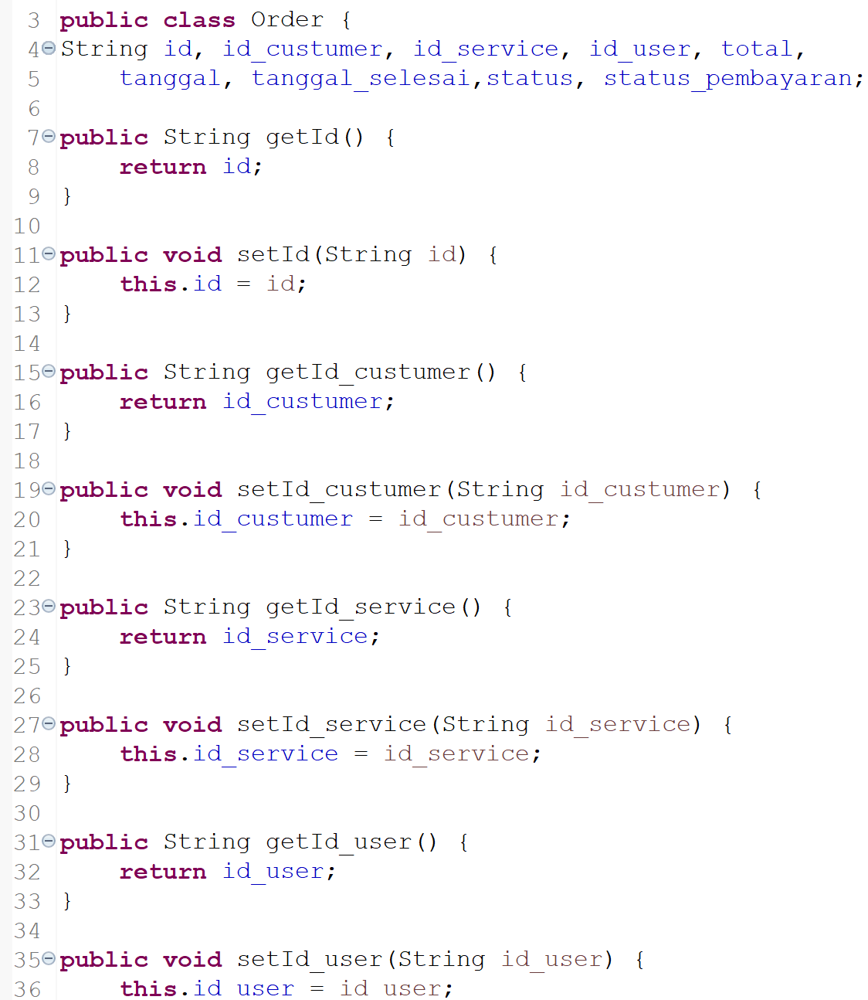 3 public class Order {
4 String id, id_custumer, id_service, id_user, total,
5 tanggal, tanggal_selesai,status, status_pembayaran;
6
7 public String getId() {
8 return id;
9 }
10
11 public void setId(String id) {
12 this.id = id;
13 }
14
15 public String getId_custumer() {
16 return id_custumer;
17 }
18
19 public void setId_custumer(String id_custumer) {
20 this.id_custumer = id_custumer;
21 }
22
23 public String getId_service() {
24 return id_service;
25 }
26
27 public void setId_service(String id_service) {
28 this.id_service = id_service;
29 }
30
31 public String getId_user() {
32 return id_user;
33 }
34
35 public void setId_user(String id_user) {
36 this.id_user = id_user;